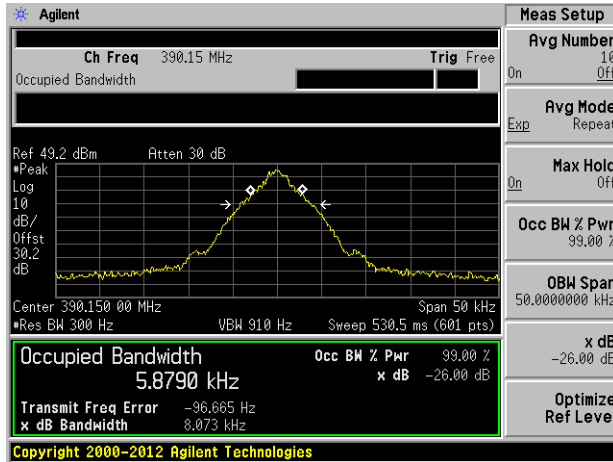 Agilent
Meas Setup
Ch Freq 390.15 MHz Trig Free
Occupied Bandwidth
Ref 49.2 dBm Atten 30 dB
#Peak
Log
10
dB/
Offst
30.2
dB
Center 390.150 00 MHz Span 50 kHz
#Res BW 300 Hz VBW 910 Hz Sweep 530.5 ms (601 pts)
Occupied Bandwidth Occ BW % Pwr 99.00 %
5.8790 kHz x dB -26.00 dB
Transmit Freq Error -96.665 Hz
x dB Bandwidth 8.073 kHz
Copyright 2000-2012 Agilent Technologies
Avg Number
10
On Off
Avg Mode
Exp Repeat
Max Hold
On Off
Occ BW % Pwr
99.00 %
OBW Span
50.0000000 kHz
x dB
-26.00 dB
Optimize
Ref Level